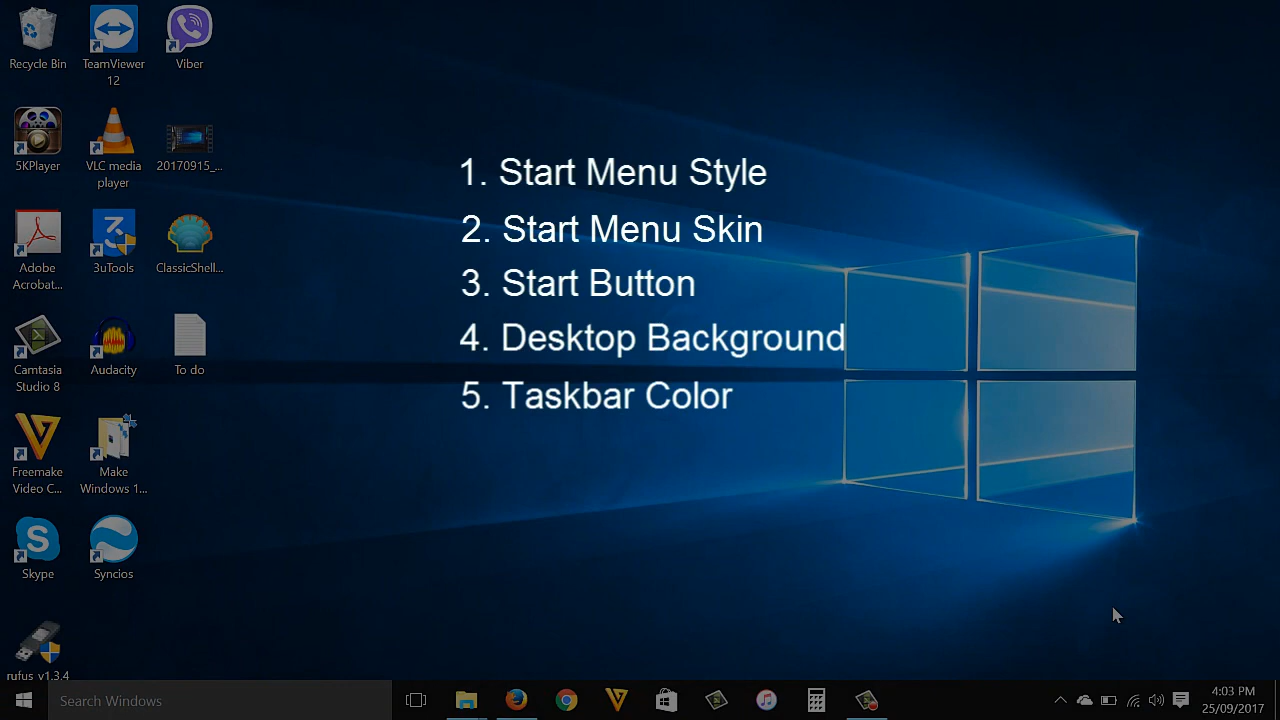 Recycle Bin
TeamViewer
12
Viber
5KPlayer
VLC media
player
20170915_...
Adobe
Acrobat...
3uTools
ClassicShell...
Camtasia
Studio 8
Audacity
To do
Freemake
Video C...
Make
Windows 1...
Skype
Syncios
rufus_v1.3.4
1. Start Menu Style
2. Start Menu Skin
3. Start Button
4. Desktop Background
5. Taskbar Color
Search Windows
4:03 PM
25/09/2017